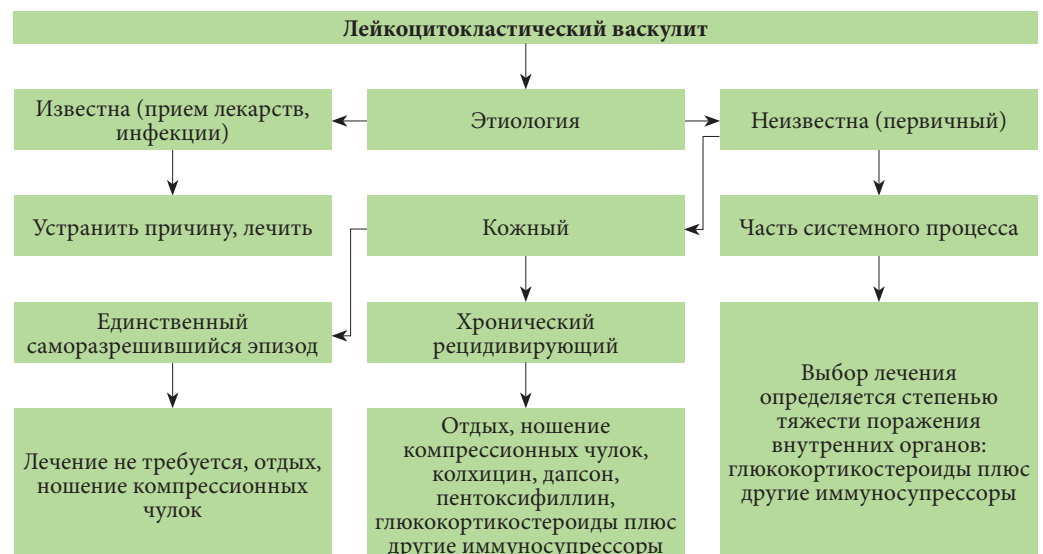 Лейкоцитокластический васкулит
Известна (прием лекарств,
инфекции)
Этиология
Неизвестна (первичный)
Устранить причину, лечить
Кожный
Часть системного процесса
Единственный
саморазрешившийся эпизод
Хронический
рецидивирующий
Лечение не требуется, отдых,
ношение компрессионных
чулок
Отдых, ношение
компрессионных чулок,
колхицин, дапсон,
пентоксифиллин,
глюкокортикостероиды плюс
другие иммуносупрессоры
Выбор лечения
определяется степенью
тяжести поражения
внутренних органов:
глюкокортикостероиды плюс
другие иммуносупрессоры